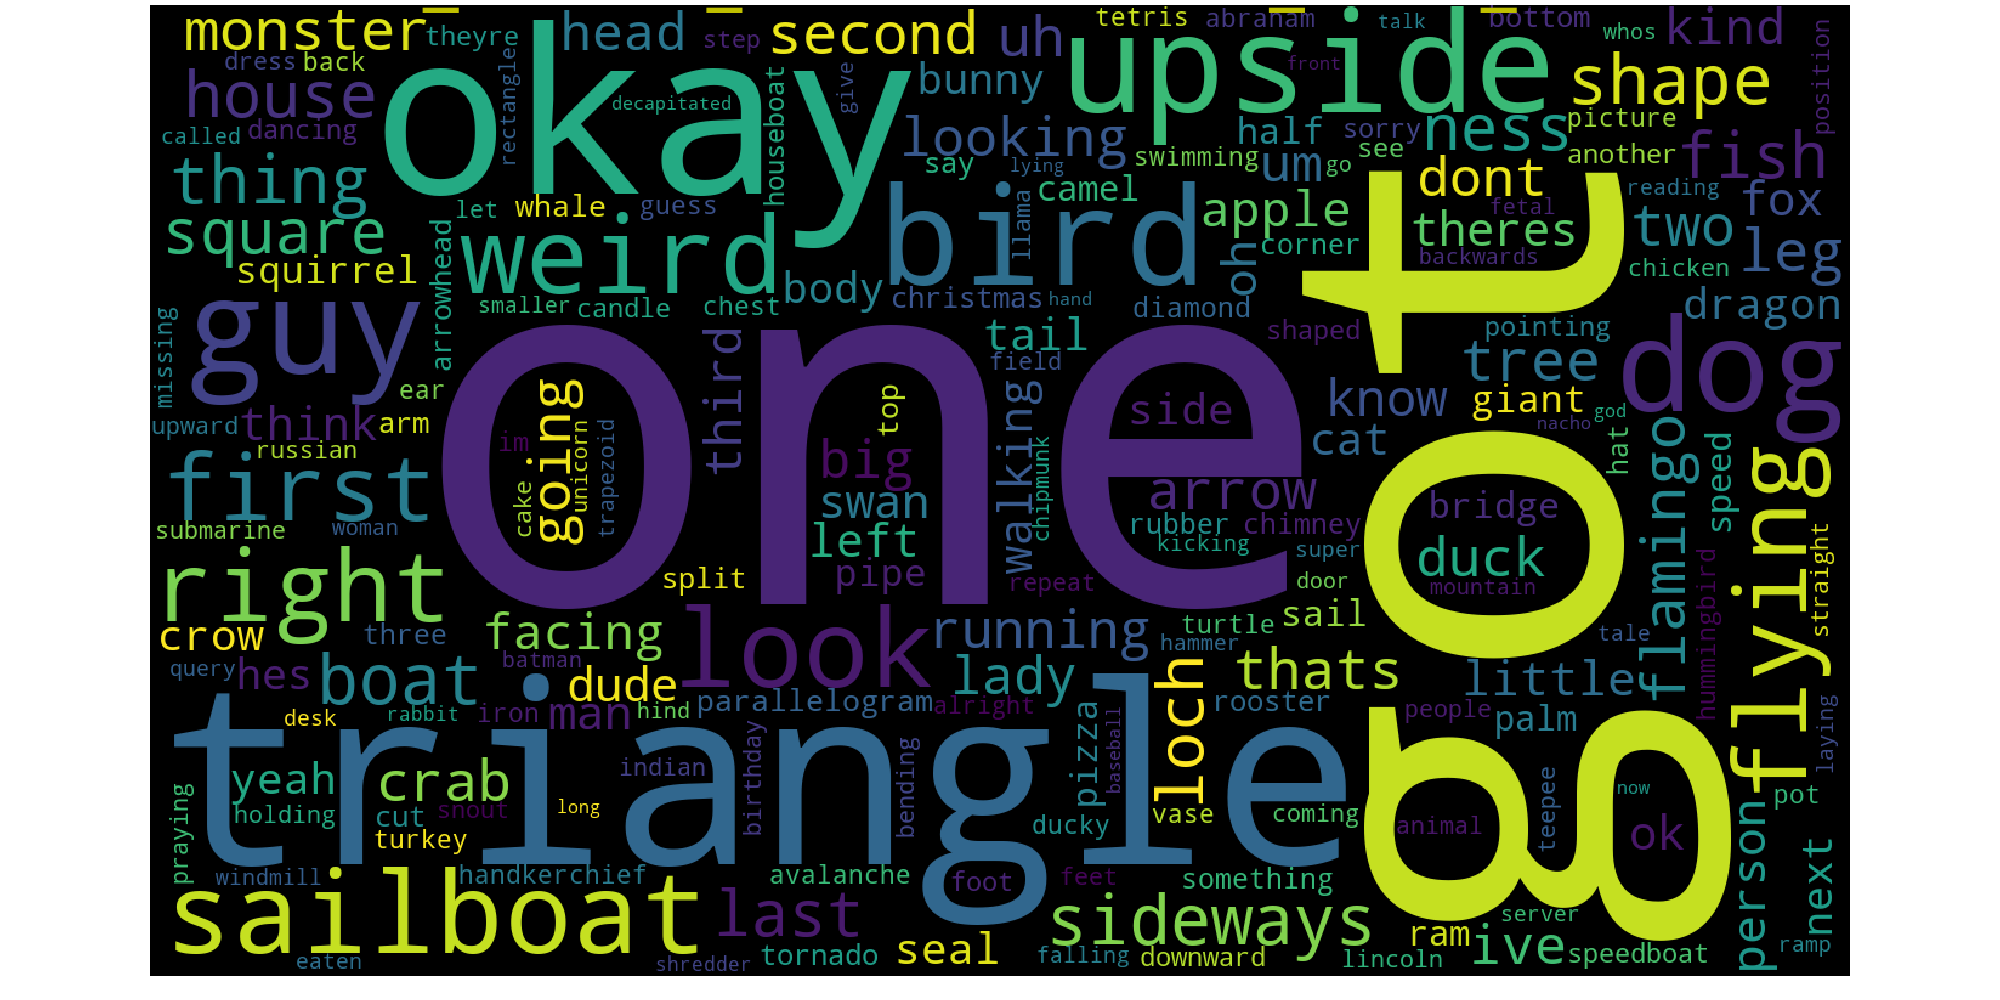 monster
theyre
head
step
second
uh
tetris
abraham
talk
bottom
whos
kind
dress
back
okay
upside
front
shape
position
house
rectangle
decapitated
houseboat
give
bunny
called
dancing
looking
half
sorry
ness
picture
fish
thing
say
lying
swimming
um
see
go
another
dont
reading
let
whale
guess
camel
llama
apple
fetal
fox
square
weird
bird
theres
two
squirrel
arrowhead
body
oh
corner
backwards
leg
chicken
smaller
candle
chest
christmas
hand
diamond
dragon
guy
missing
third
tail
field
shaped
pointing
tree
dog
got
one
ear
going
unicorn
trapezoid
top
walking
side
know
giant
god
nacho
upward
think
arm
im
cat
hat
flamingo
speed
russian
big
chipmunk
arrow
first
cake
swan
bridge
flying
submarine
woman
left
rubber
chimney
kicking
super
duck
straight
right
split
pipe
repeat
door
mountain
hummingbird
crow
three
facing
look
running
turtle
sail
hammer
tale
query
hes
boat
batman
dude
lady
loch
thats
little
desk
rabbit
iron
man
hind
parallelogram
alright
rooster
people
palm
triangle
laying
yeah
crab
indian
birthday
bending
pizza
baseball
holding
cut
snout
long
ducky
vase
coming
animal
teepee
now
pot
person
ok
praying
turkey
next
windmill
handkerchief
avalanche
foot
feet
something
sailboat
last
sideways
server
ram
ive
eaten
shredder
tornado
seal
falling
downward
lincoln
speedboat
ramp